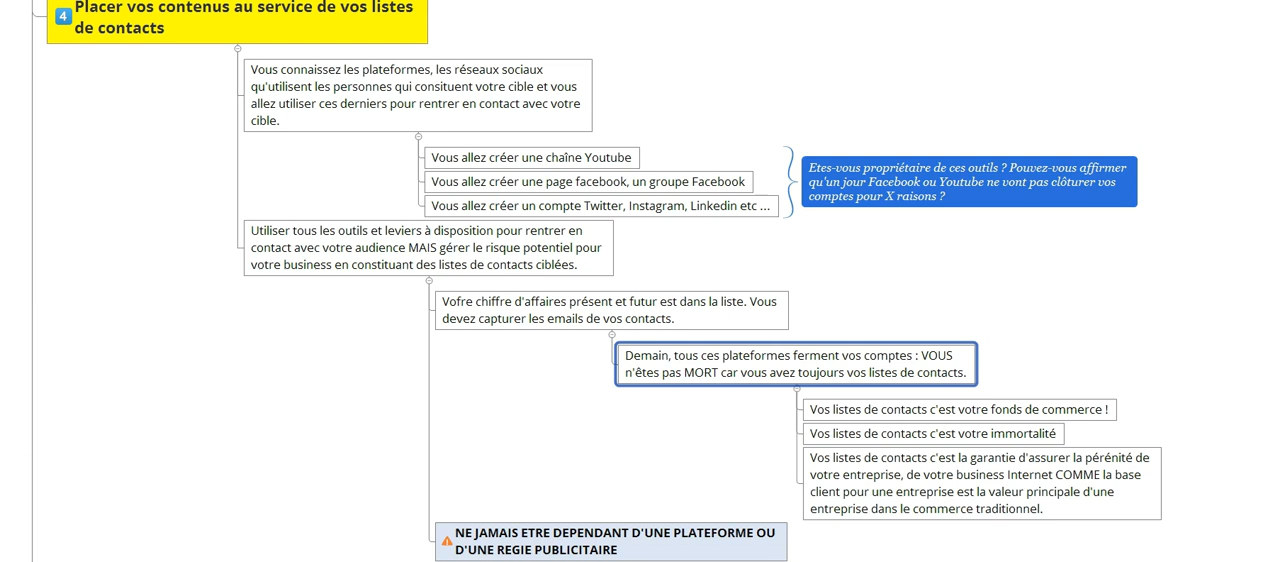 4
Placer vos contenus au service de vos listes
de contacts
Vous connaissez les plateformes, les réseaux sociaux
qu'utilisent les personnes qui consituent votre cible et vous
allez utiliser ces derniers pour rentrer en contact avec votre
cible.
Vous allez créer une chaîne Youtube
Vous allez créer une page facebook, un groupe Facebook
Vous allez créer un compte Twitter, Instagram, Linkedin etc ...
Etes-vous propriétaire de ces outils ? Pouvez-vous affirmer
qu'un jour Facebook ou Youtube ne vont pas clôturer vos
comptes pour X raisons ?
Utiliser tous les outils et leviers à disposition pour rentrer en
contact avec votre audience MAIS gérer le risque potentiel pour
votre business en constituant des listes de contacts ciblées.
Vofre chiffre d'affaires présent et futur est dans la liste. Vous
devez capturer les emails de vos contacts.
Demain, tous ces plateformes ferment vos comptes : VOUS
n'êtes pas MORT car vous avez toujours vos listes de contacts.
Vos listes de contacts c'est votre fonds de commerce !
Vos listes de contacts c'est votre immortalité
Vos listes de contacts c'est la garantie d'assurer la pérénité de
votre entreprise, de votre business Internet COMME la base
client pour une entreprise est la valeur principale d'une
entreprise dans le commerce traditionnel.
NE JAMAIS ETRE DEPENDANT D'UNE PLATEFORME OU
D'UNE REGIE PUBLICITAIRE